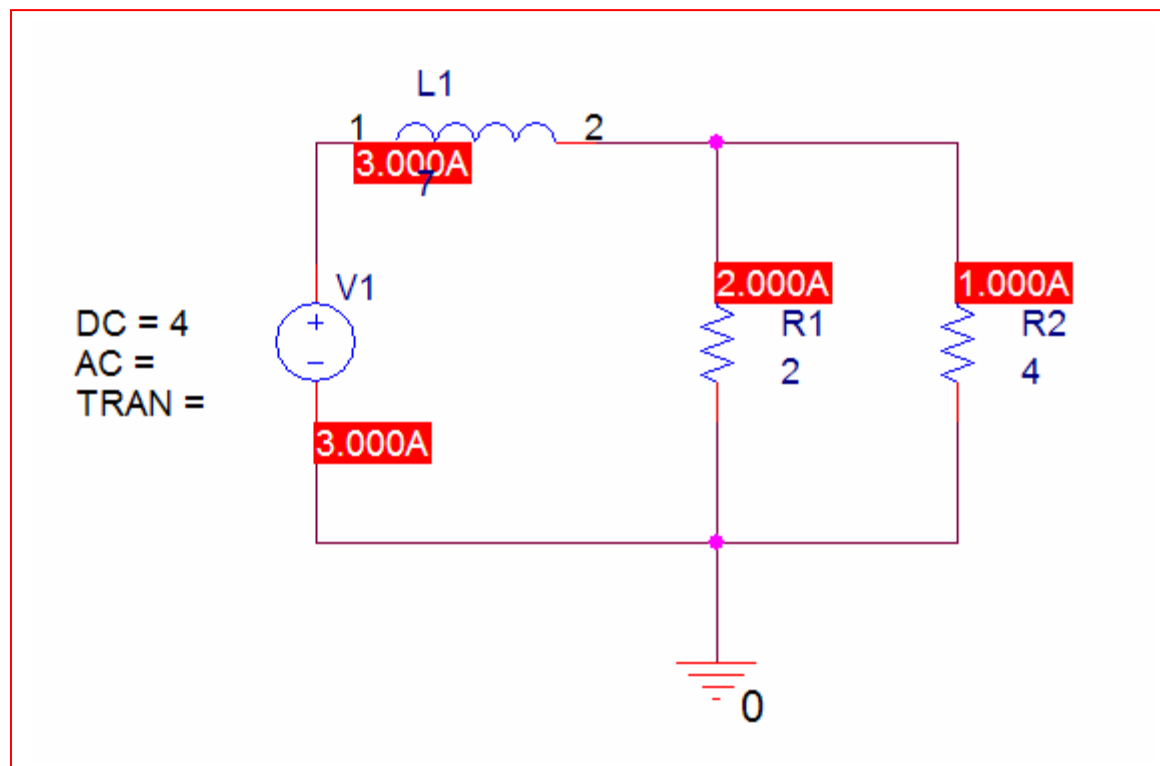 L1
1
2
3.000A
7
2.000A
1.000A
V1
R1
R2
DC = 4
AC =
TRAN =
2
4
3.000A
0